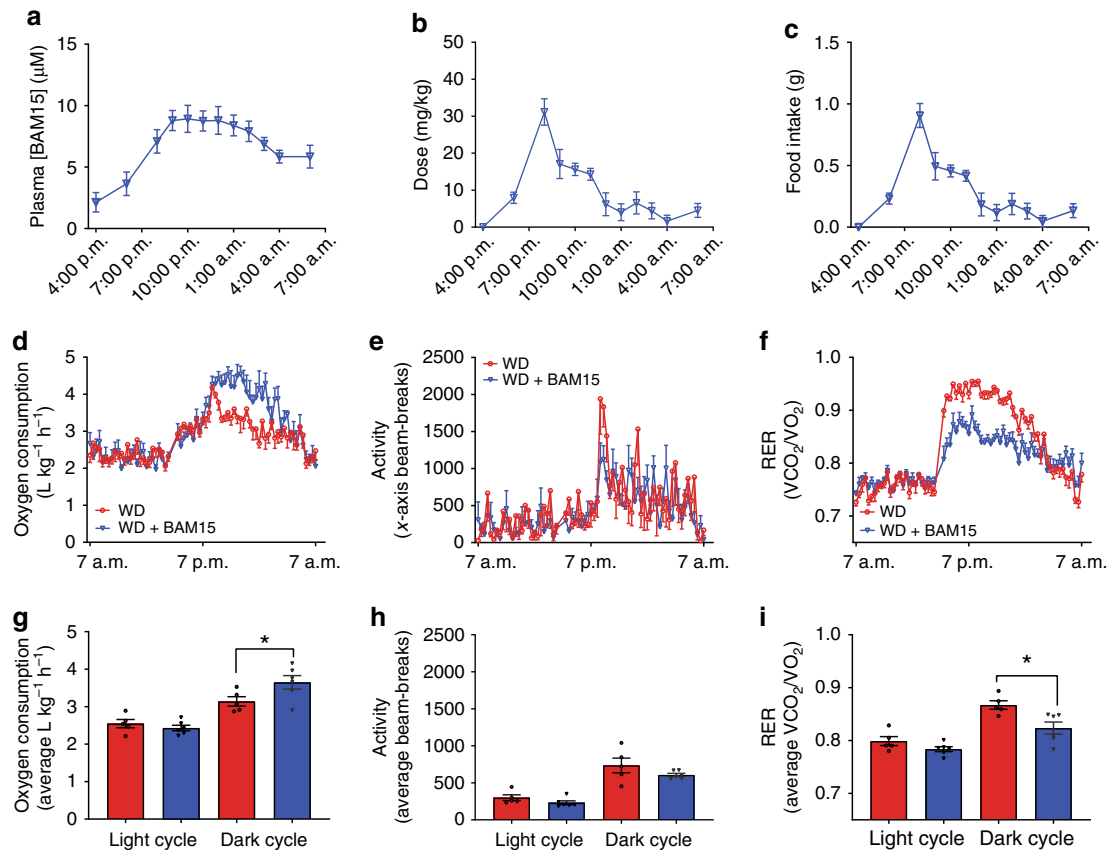 a
Plasma [BAM15] (μM)
15
10
5
0
4:00 p.m.
7:00 p.m.
10:00 p.m.
1:00 a.m.
4:00 a.m.
7:00 a.m.
b
Dose (mg/kg)
50
40
30
20
10
0
4:00 p.m.
7:00 p.m.
10:00 p.m.
1:00 a.m.
4:00 a.m.
7:00 a.m.
c
Food intake (g)
1.5
1.0
0.5
0.0
4:00 p.m.
7:00 p.m.
10:00 p.m.
1:00 a.m.
4:00 a.m.
7:00 a.m.
d
Oxygen consumption
(L kg⁻¹ h⁻¹)
5
4
3
2
1
0
WD
WD + BAM15
7 a.m.
7 p.m.
7 a.m.
e
Activity
(x-axis beam-breaks)
2500
2000
1500
1000
500
0
WD
WD + BAM15
7 a.m.
7 p.m.
7 a.m.
f
RER
(VCO₂/VO₂)
1.0
0.9
0.8
0.7
WD
WD + BAM15
7 a.m.
7 p.m.
7 a.m.
g
Oxygen consumption
(average L kg⁻¹ h⁻¹)
5
4
3
2
1
0
*
Light cycle
Dark cycle
h
Activity
(average beam-breaks)
2500
2000
1500
1000
500
0
Light cycle
Dark cycle
i
RER
(average VCO₂/VO₂)
1.0
0.9
0.8
0.7
*
Light cycle
Dark cycle